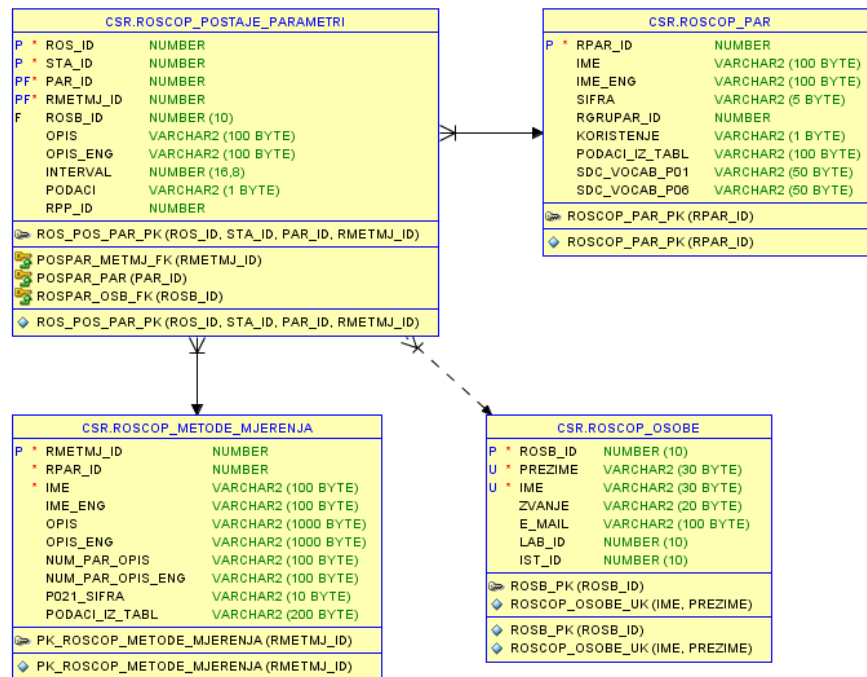 CSR.ROSCOP_POSTAJE_PARAMETRI
P * ROS_ID NUMBER
P * STA_ID NUMBER
PF* PAR_ID NUMBER
PF* RMETMJ_ID NUMBER
F ROSB_ID NUMBER (10)
OPIS VARCHAR2 (100 BYTE)
OPIS_ENG VARCHAR2 (100 BYTE)
INTERVAL NUMBER (16,8)
PODACI VARCHAR2 (1 BYTE)
RPP_ID NUMBER
ROS_POS_PAR_PK (ROS_ID, STA_ID, PAR_ID, RMETMJ_ID)
POSPAR_METMJ_FK (RMETMJ_ID)
POSPAR_PAR (PAR_ID)
ROSPAR_OSB_FK (ROSB_ID)
ROS_POS_PAR_PK (ROS_ID, STA_ID, PAR_ID, RMETMJ_ID)
CSR.ROSCOP_PAR
P * RPAR_ID NUMBER
IME VARCHAR2 (100 BYTE)
IME_ENG VARCHAR2 (100 BYTE)
SIFRA VARCHAR2 (5 BYTE)
RGRUPAR_ID NUMBER
KORISTENJE VARCHAR2 (1 BYTE)
PODACI_IZ_TABL VARCHAR2 (100 BYTE)
SDC_VOCAB_P01 VARCHAR2 (50 BYTE)
SDC_VOCAB_P06 VARCHAR2 (50 BYTE)
ROSCOP_PAR_PK (RPAR_ID)
ROSCOP_PAR_PK (RPAR_ID)
CSR.ROSCOP_METODE_MJERENJA
P * RMETMJ_ID NUMBER
* RPAR_ID NUMBER
* IME VARCHAR2 (100 BYTE)
IME_ENG VARCHAR2 (100 BYTE)
OPIS VARCHAR2 (1000 BYTE)
OPIS_ENG VARCHAR2 (1000 BYTE)
NUM_PAR_OPIS VARCHAR2 (100 BYTE)
NUM_PAR_OPIS_ENG VARCHAR2 (100 BYTE)
P021_SIFRA VARCHAR2 (10 BYTE)
PODACI_IZ_TABL VARCHAR2 (200 BYTE)
PK_ROSCOP_METODE_MJERENJA (RMETMJ_ID)
PK_ROSCOP_METODE_MJERENJA (RMETMJ_ID)
CSR.ROSCOP_OSOBE
P * ROSB_ID NUMBER (10)
U * PREZIME VARCHAR2 (30 BYTE)
U * IME VARCHAR2 (30 BYTE)
ZVANJE VARCHAR2 (20 BYTE)
E_MAIL VARCHAR2 (100 BYTE)
LAB_ID NUMBER (10)
IST_ID NUMBER (10)
ROSB_PK (ROSB_ID)
ROSCOP_OSOBE_UK (IME, PREZIME)
ROSB_PK (ROSB_ID)
ROSCOP_OSOBE_UK (IME, PREZIME)